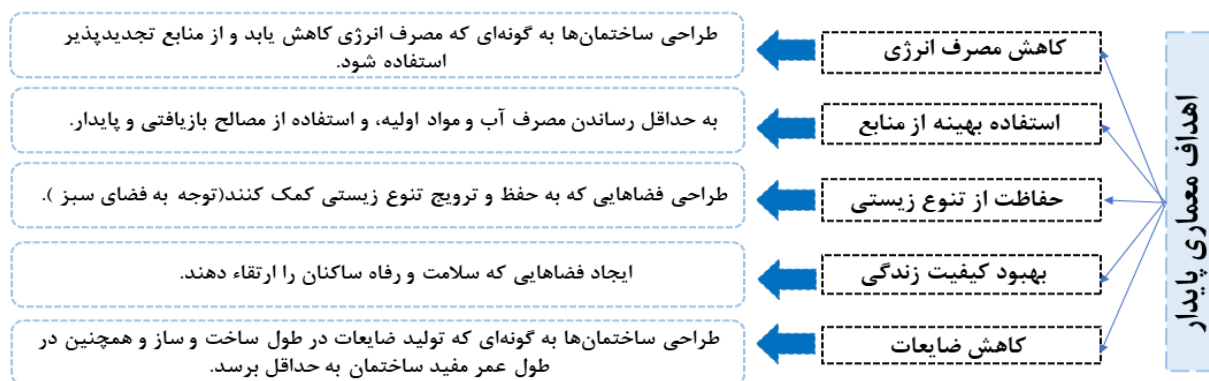 اهداف معماری پایدار
کاهش مصرف انرژی
طراحی ساختمان‌ها به گونه‌ای که مصرف انرژی کاهش یابد و از منابع تجدیدپذیر
استفاده شود.
استفاده بهینه از منابع
به حداقل رساندن مصرف آب و مواد اولیه، و استفاده از مصالح بازیافتی و پایدار.
حفاظت از تنوع زیستی
طراحی فضاهایی که به حفظ و ترویج تنوع زیستی کمک کنند(توجه به فضای سبز ).
بهبود کیفیت زندگی
ایجاد فضاهایی که سلامت و رفاه ساکنان را ارتقاء دهند.
کاهش ضایعات
طراحی ساختمان‌ها به گونه‌ای که تولید ضایعات در طول ساخت و ساز و همچنین در
طول عمر مفید ساختمان به حداقل برسد.